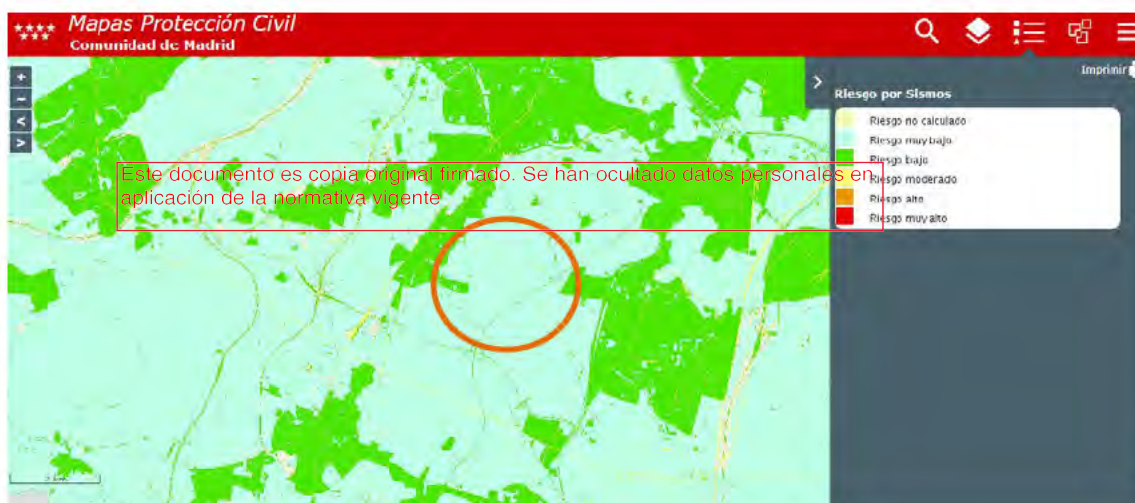 Mapas Protección Civil
Comunidad de Madrid
+
-
<
>
>
Imprimir
Riesgo por Sismos
Riesgo no calculado
Riesgo muy bajo
Riesgo bajo
Riesgo moderado
Riesgo alto
Riesgo muy alto
Este documento es copia original firmado. Se han ocultado datos personales en
aplicación de la normativa vigente